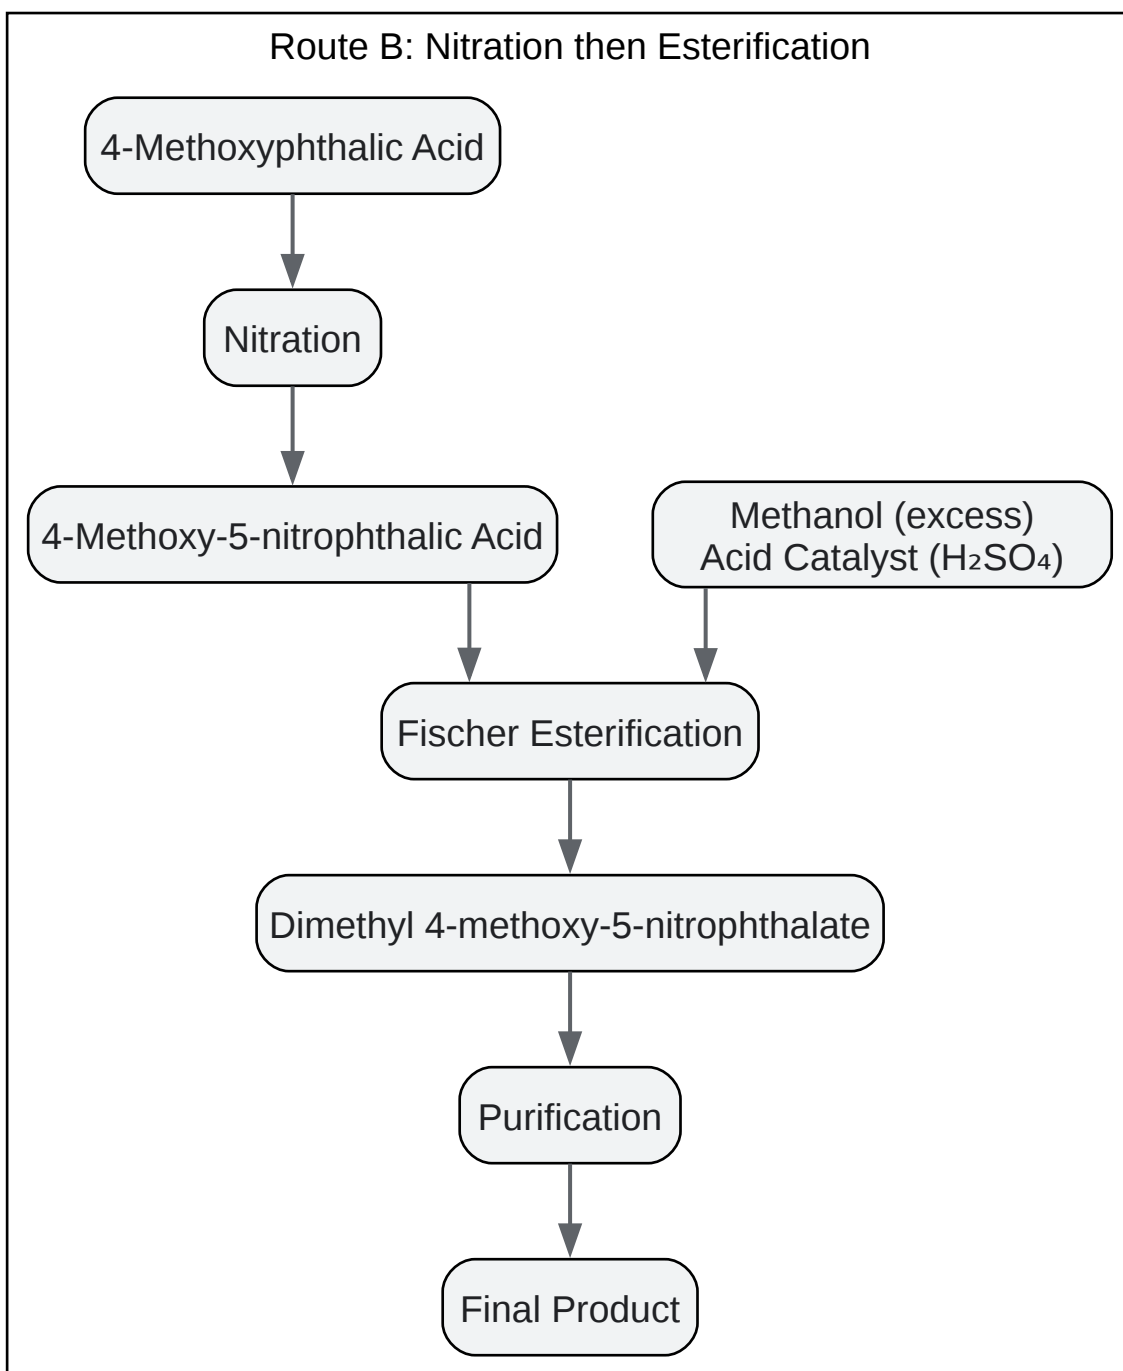 Route B: Nitration then Esterification
4-Methoxyphthalic Acid
Nitration
4-Methoxy-5-nitrophthalic Acid
Methanol (excess)
Acid Catalyst (H₂SO₄)
Fischer Esterification
Dimethyl 4-methoxy-5-nitrophthalate
Purification
Final Product